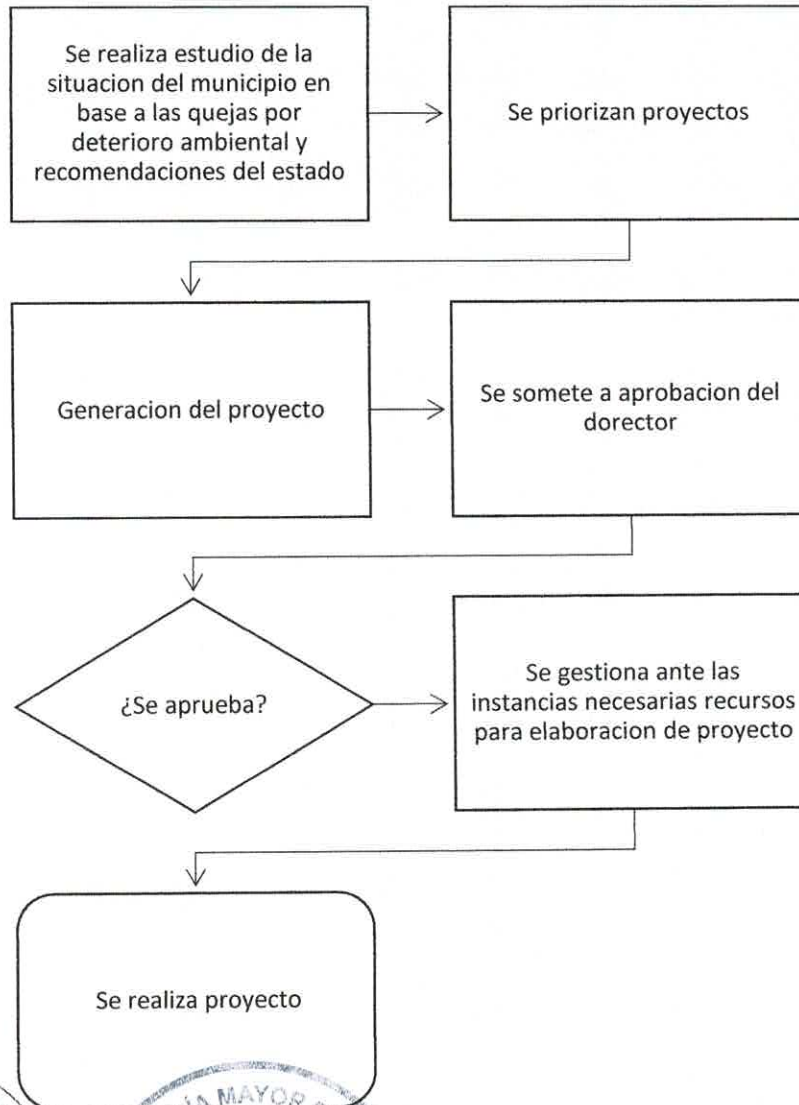 Se realiza estudio de la
situacion del municipio en
base a las quejas por
deterioro ambiental y
recomendaciones del estado
Se priorizan proyectos
Generacion del proyecto
Se somete a aprobacion del
dorector
¿Se aprueba?
Se gestiona ante las
instancias necesarias recursos
para elaboracion de proyecto
Se realiza proyecto
MAYOR